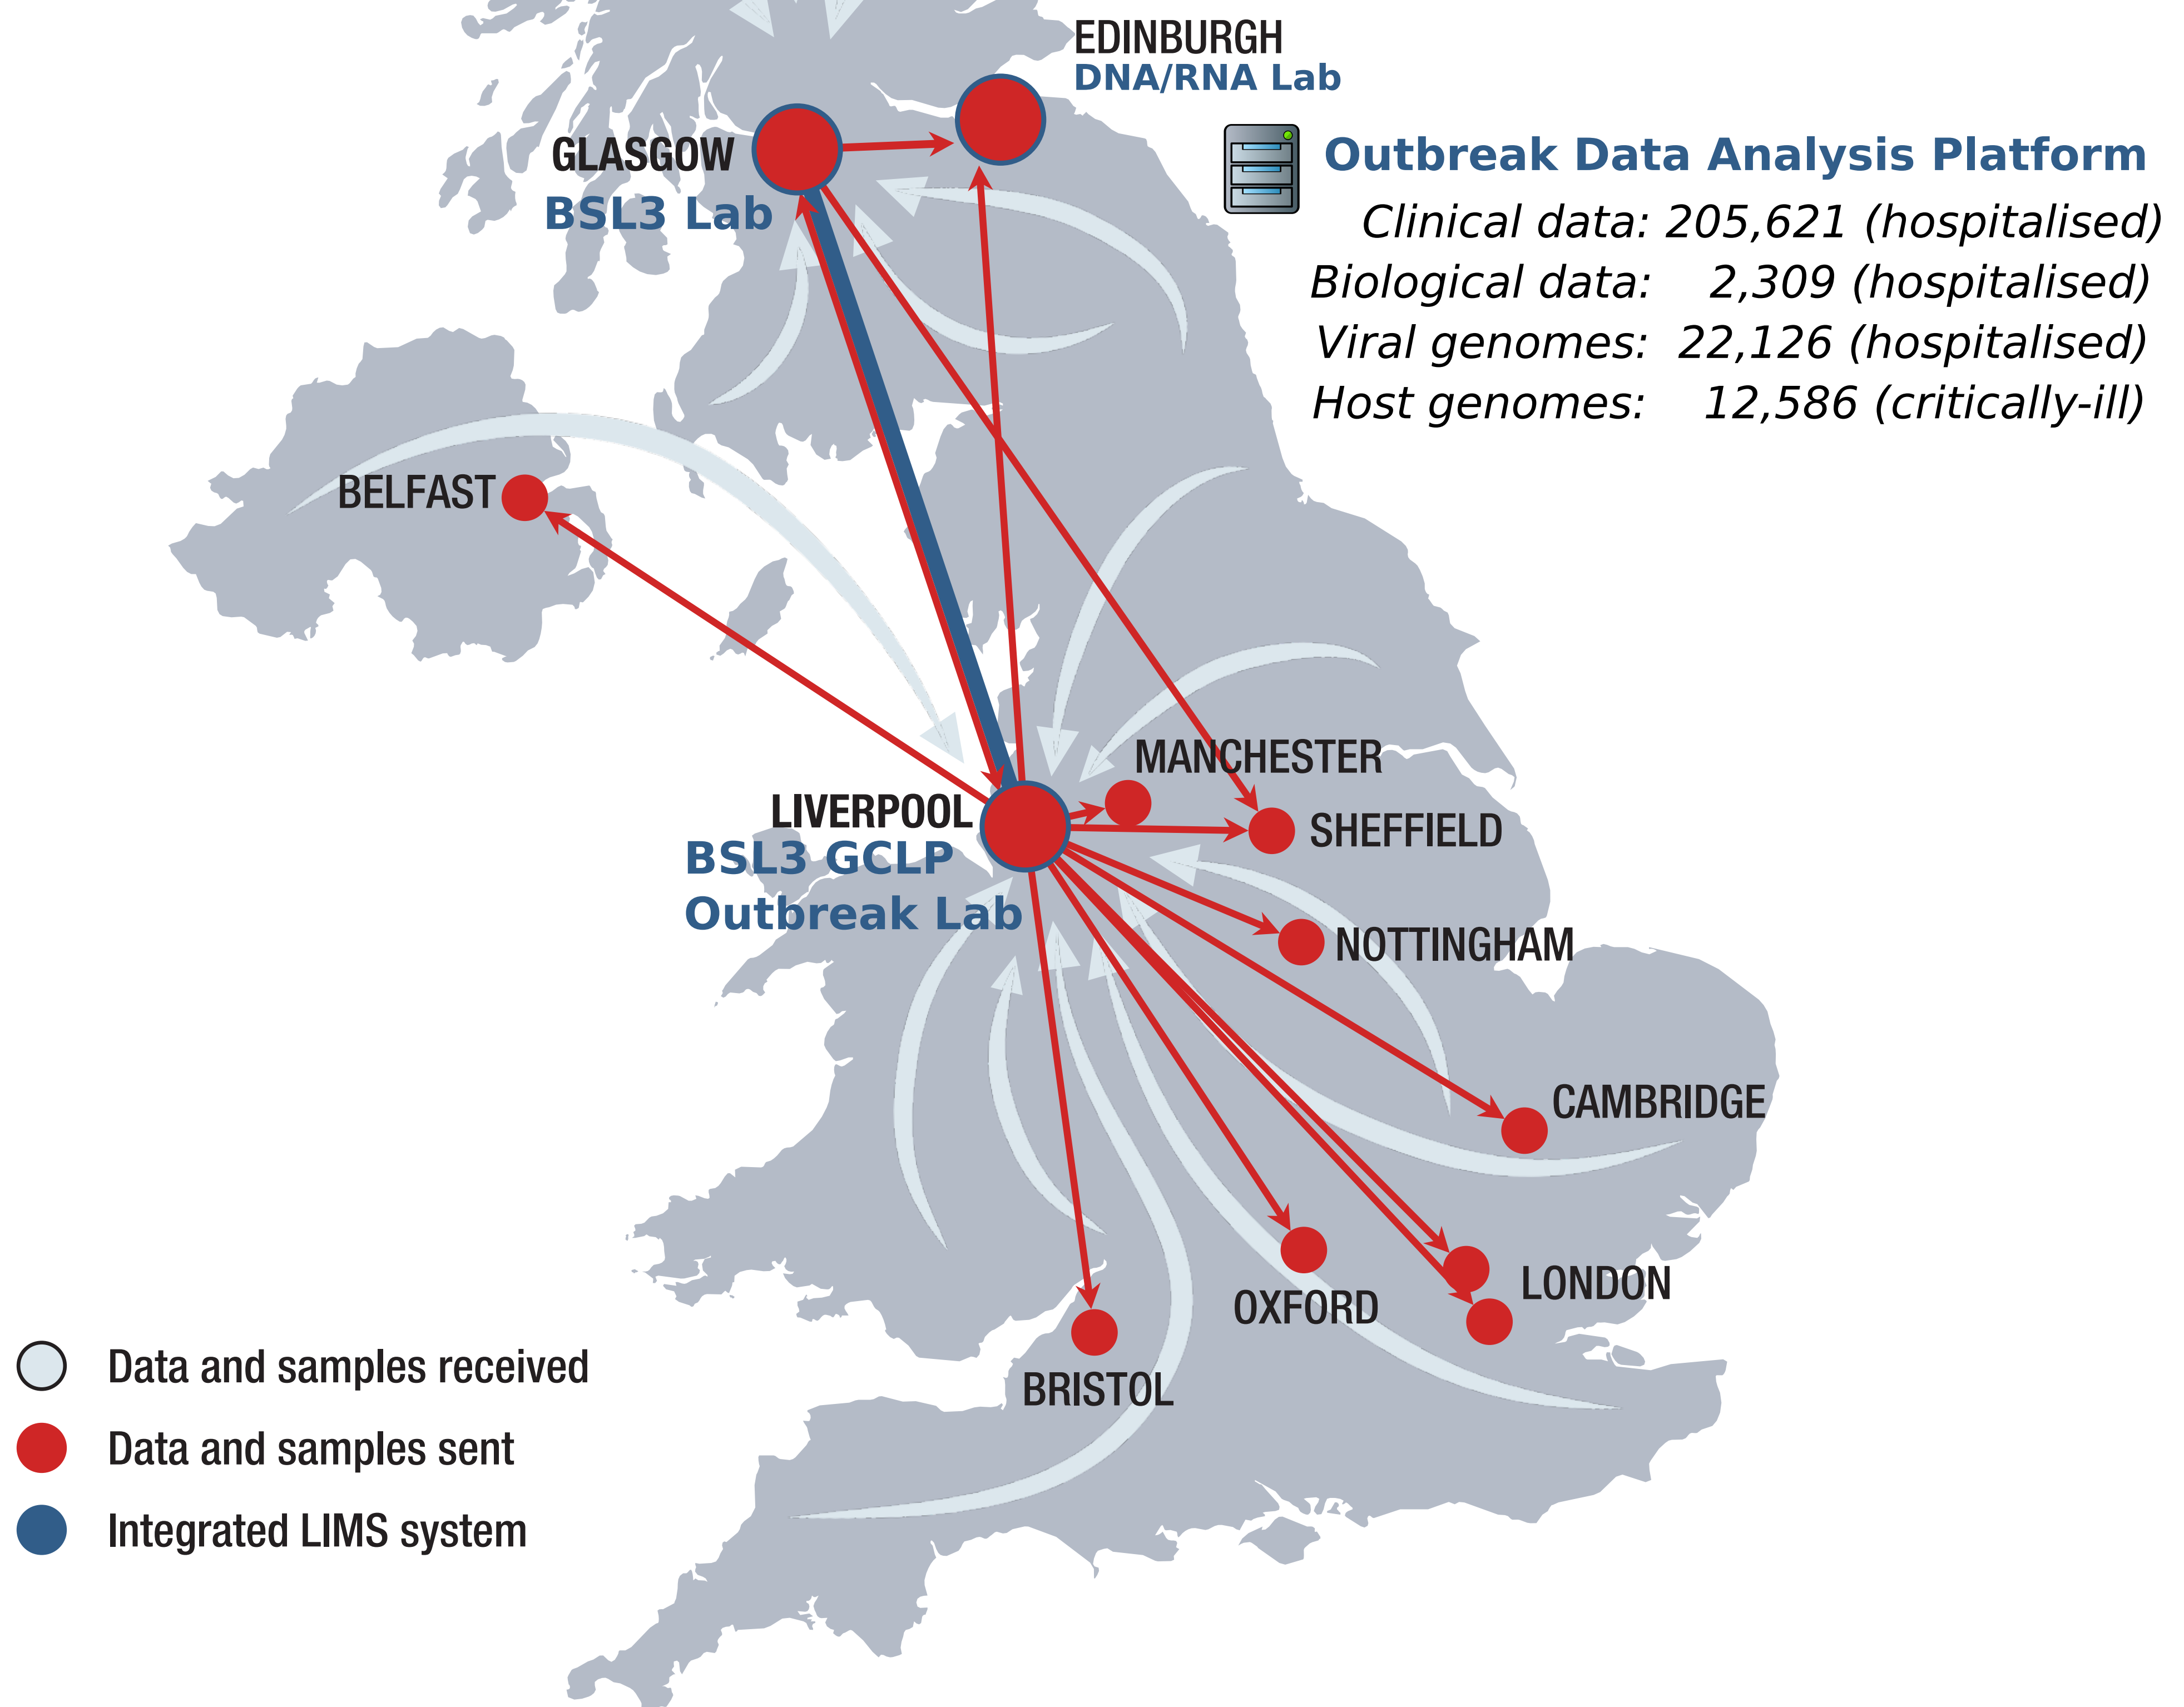 EDINBURGH
DNA/RNA Lab
GLASGOW
BSL3 Lab
Outbreak Data Analysis Platform
Clinical data: 205,621 (hospitalised)
Biological data: 2,309 (hospitalised)
Viral genomes: 22,126 (hospitalised)
Host genomes: 12,586 (critically-ill)
BELFAST
MANCHESTER
LIVERPOOL
BSL3 GCLP
Outbreak Lab
SHEFFIELD
NOTTINGHAM
CAMBRIDGE
LONDON
OXFORD
BRISTOL
Data and samples received
Data and samples sent
Integrated LIMS system